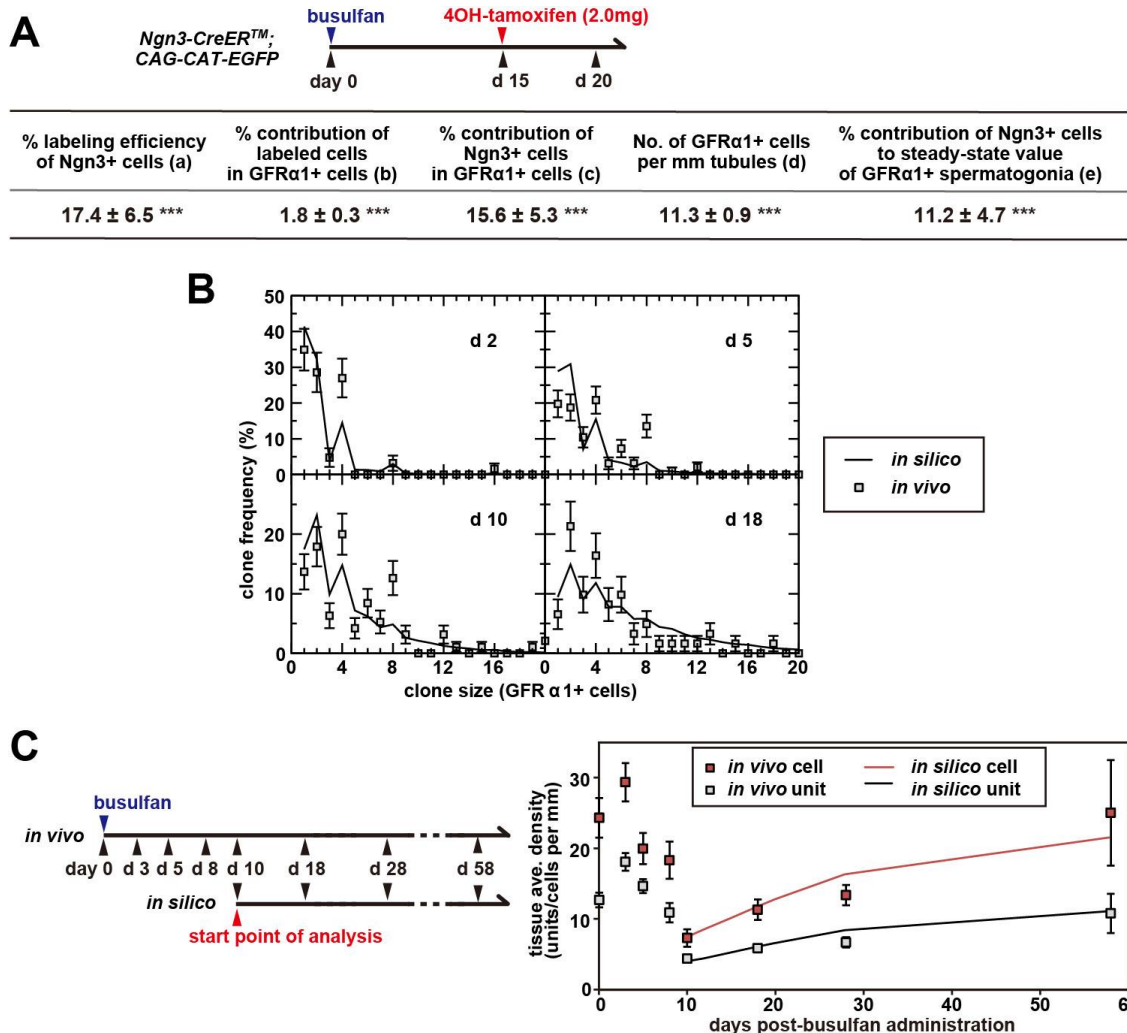 A
busulfan
4OH-tamoxifen (2.0mg)
Ngn3-CreER™;
CAG-CAT-EGFP
day 0
d 15
d 20
% labeling efficiency
of Ngn3+ cells (a)
% contribution of
labeled cells
in GFRα1+ cells (b)
% contribution of
Ngn3+ cells
in GFRα1+ cells (c)
No. of GFRα1+ cells
per mm tubules (d)
% contribution of Ngn3+ cells
to steady-state value
of GFRα1+ spermatogonia (e)
17.4 ± 6.5 ***
1.8 ± 0.3 ***
15.6 ± 5.3 ***
11.3 ± 0.9 ***
11.2 ± 4.7 ***
B
50
40
30
20
10
0
d 2
d 5
20
10
0
d 10
d 18
0 4 8 12 16 0 4 8 12 16 20
clone frequency (%)
clone size (GFR α1+ cells)
in silico
in vivo
C
busulfan
in vivo
day 0 d 3 d 5 d 8 d 10 d 18 d 28 d 58
in silico
start point of analysis
in vivo cell
in silico cell
in vivo unit
in silico unit
tissue ave. density
(units/cells per mm)
30
20
10
0
0 10 20 30 40 50 6
days post-busulfan administration